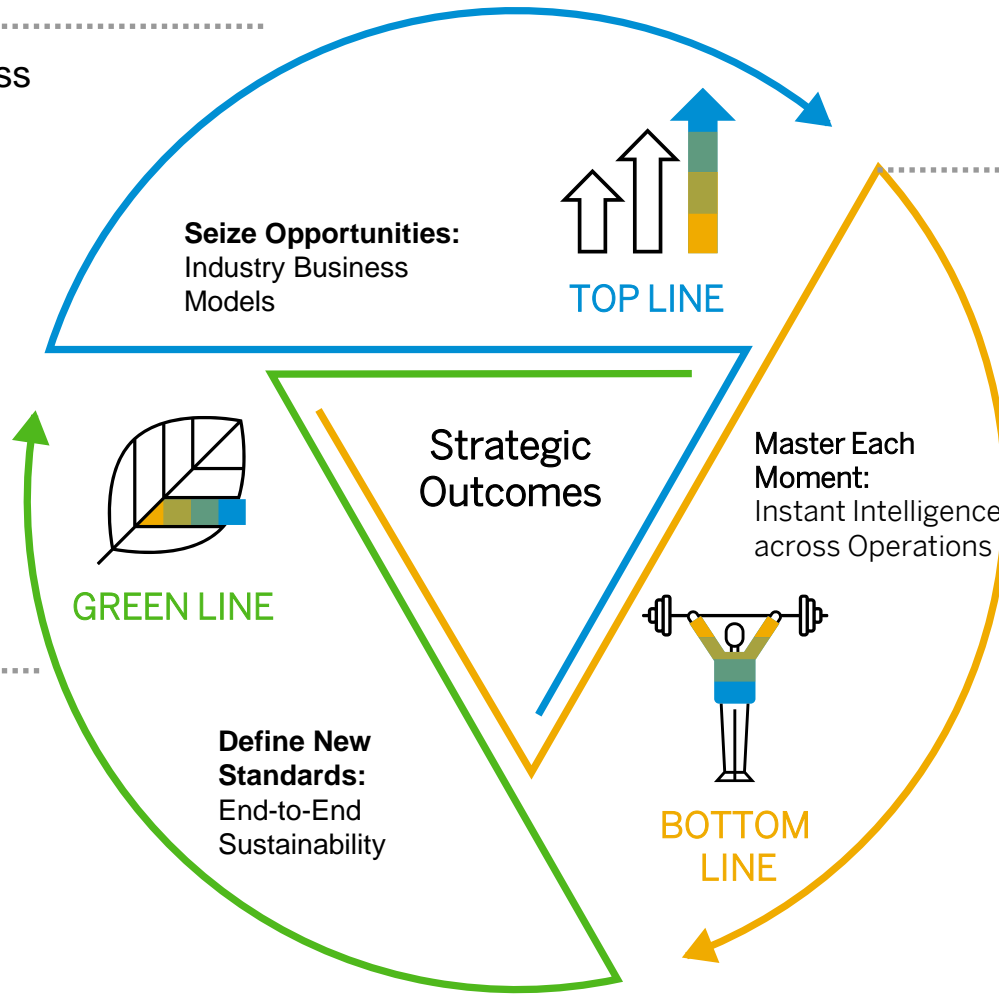 Seize Opportunities:
Industry Business
Models
TOP LINE
Strategic
Outcomes
Master Each
Moment:
Instant Intelligence
across Operations
GREEN LINE
Define New
Standards:
End-to-End
Sustainability
BOTTOM
LINE